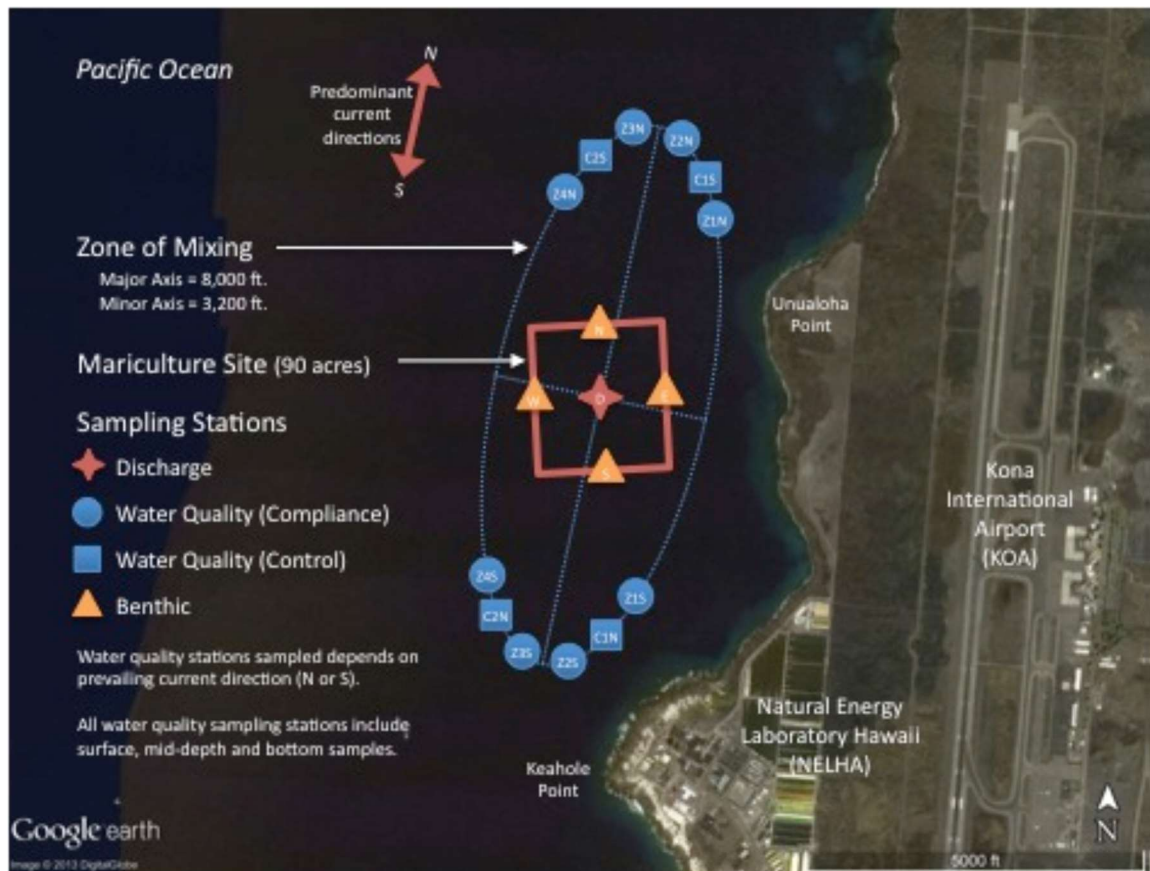 Pacific Ocean
N
Predominant
current
directions
S
Z3N
Z2N
C2S
C1S
Z4N
Z1N
Zone of Mixing
Major Axis = 8,000 ft.
Minor Axis = 3,200 ft.
Unualoha
Point
N
Mariculture Site (90 acres)
W
D
E
S
Sampling Stations
Discharge
Water Quality (Compliance)
Water Quality (Control)
Benthic
Kona
International
Airport
(KOA)
Z4S
Z1S
C2N
C1N
Z3S
Z2S
Water quality stations sampled depends on
prevailing current direction (N or S).
All water quality sampling stations include
surface, mid-depth and bottom samples.
Natural Energy
Laboratory Hawaii
(NELHA)
Keahole
Point
Google earth
Image © 2013 DigitalGlobe
N
5000 ft